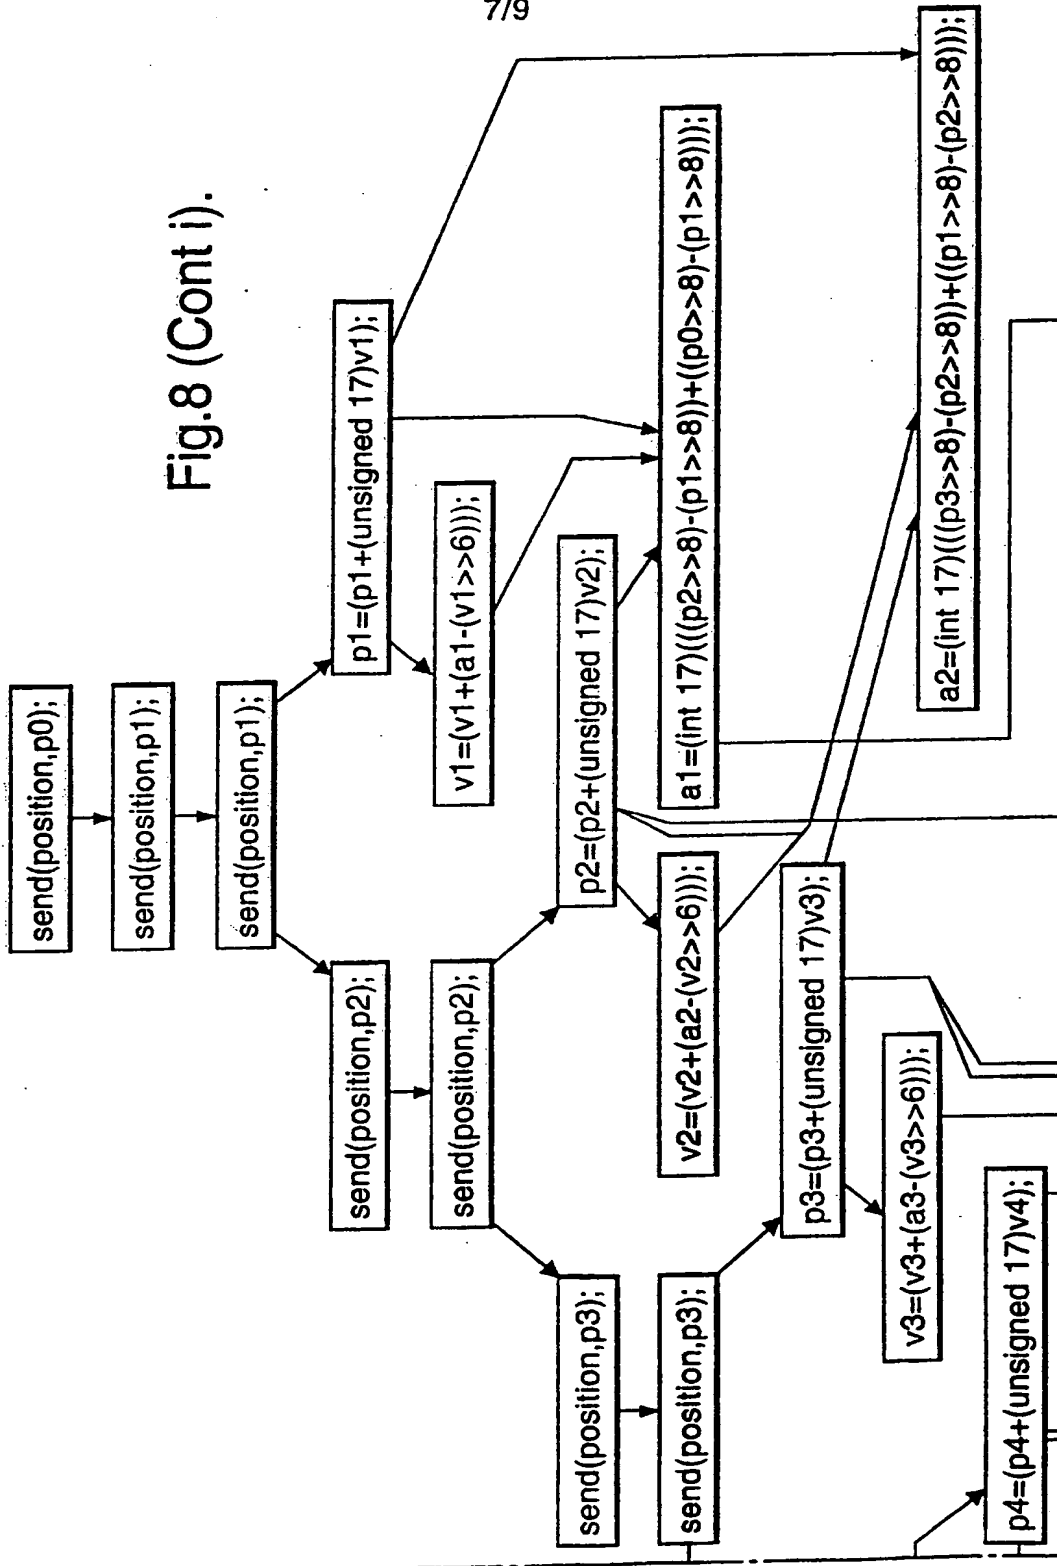 7/9
Fig.8 (Cont i).
send(position,p0);
send(position,p1);
send(position,p1);
p1=(p1+(unsigned 17)v1);
send(position,p2);
v1=(v1+(a1-(v1>>6)));
send(position,p2);
p2=(p2+(unsigned 17)v2);
send(position,p3);
a1=(int 17)(((p2>>8)-(p1>>8))+((p0>>8)-(p1>>8)));
v2=(v2+(a2-(v2>>6)));
send(position,p3);
p3=(p3+(unsigned 17)v3);
v3=(v3+(a3-(v3>>6)));
a2=(int 17)(((p3>>8)-(p2>>8))+((p1>>8)-(p2>>8)));
p4=(p4+(unsigned 17)v4);